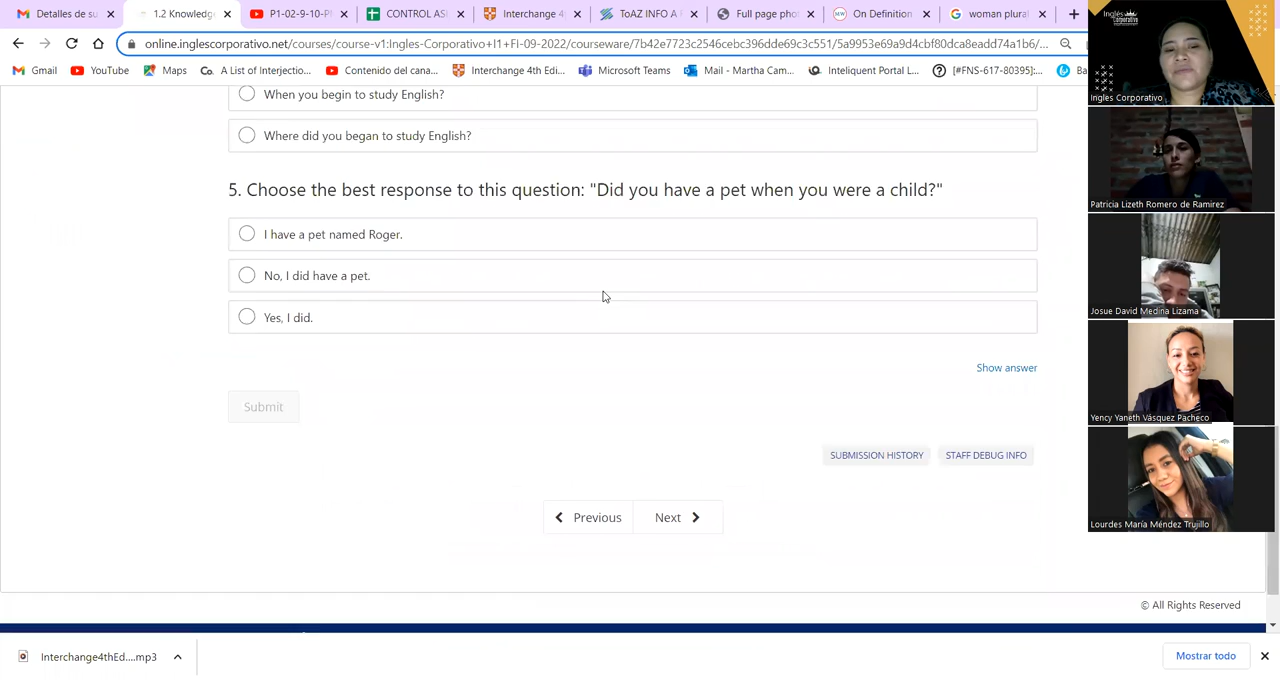 Detalles de su
1.2 Knowledg
P1-02-9-10-Pl
CONTROL ASI
Interchange 4
ToAZ INFO A F
Full page pho
On Definition
woman plura
online.inglescorporativo.net/courses/course-v1:Ingles-Corporativo+I1+FI-09-2022/courseware/7b42e7723c2546cebc396dde69c3c551/5a9953e69a9d4cbf80dca8eadd74a1b6/...
Gmail
YouTube
Maps
A List of Interjectio...
Contenido del cana...
Interchange 4th Edi...
Microsoft Teams
Mail - Martha Cam...
Inteliquent Portal L...
[#FNS-617-80395]:...
Ba
When you begin to study English?
Where did you began to study English?
5. Choose the best response to this question: "Did you have a pet when you were a child?"
I have a pet named Roger.
No, I did have a pet.
Yes, I did.
Show answer
Submit
SUBMISSION HISTORY
STAFF DEBUG INFO
Previous
Next
© All Rights Reserved
Interchange4thEd....mp3
Mostrar todo
Inglés
Corporativo
Ingles Corporativo
Patricia Lizeth Romero de Ramirez
Josue David Medina Lizama
Yency Yaneth Vásquez Pacheco
Lourdes María Méndez Trujillo